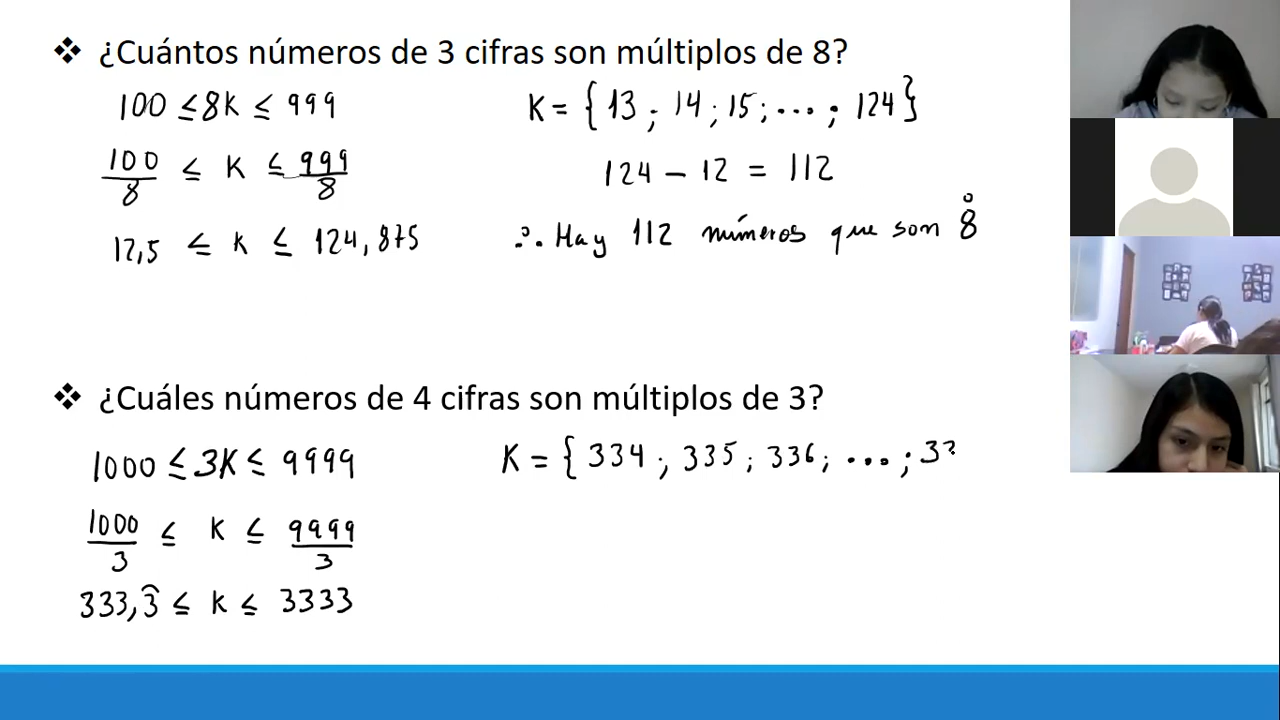 ❖ ¿Cuántos números de 3 cifras son múltiplos de 8?
100 ≤ 8K ≤ 999
100/8 ≤ K ≤ 999/8
12,5 ≤ K ≤ 124,875
K = { 13 ; 14 ; 15 ; ... ; 124 }
124 - 12 = 112
∴ Hay 112 números que son 8̊
❖ ¿Cuáles números de 4 cifras son múltiplos de 3?
1000 ≤ 3K ≤ 9999
1000/3 ≤ K ≤ 9999/3
333,3̑ ≤ K ≤ 3333
K = { 334 ; 335 ; 336 ; ... ; 33